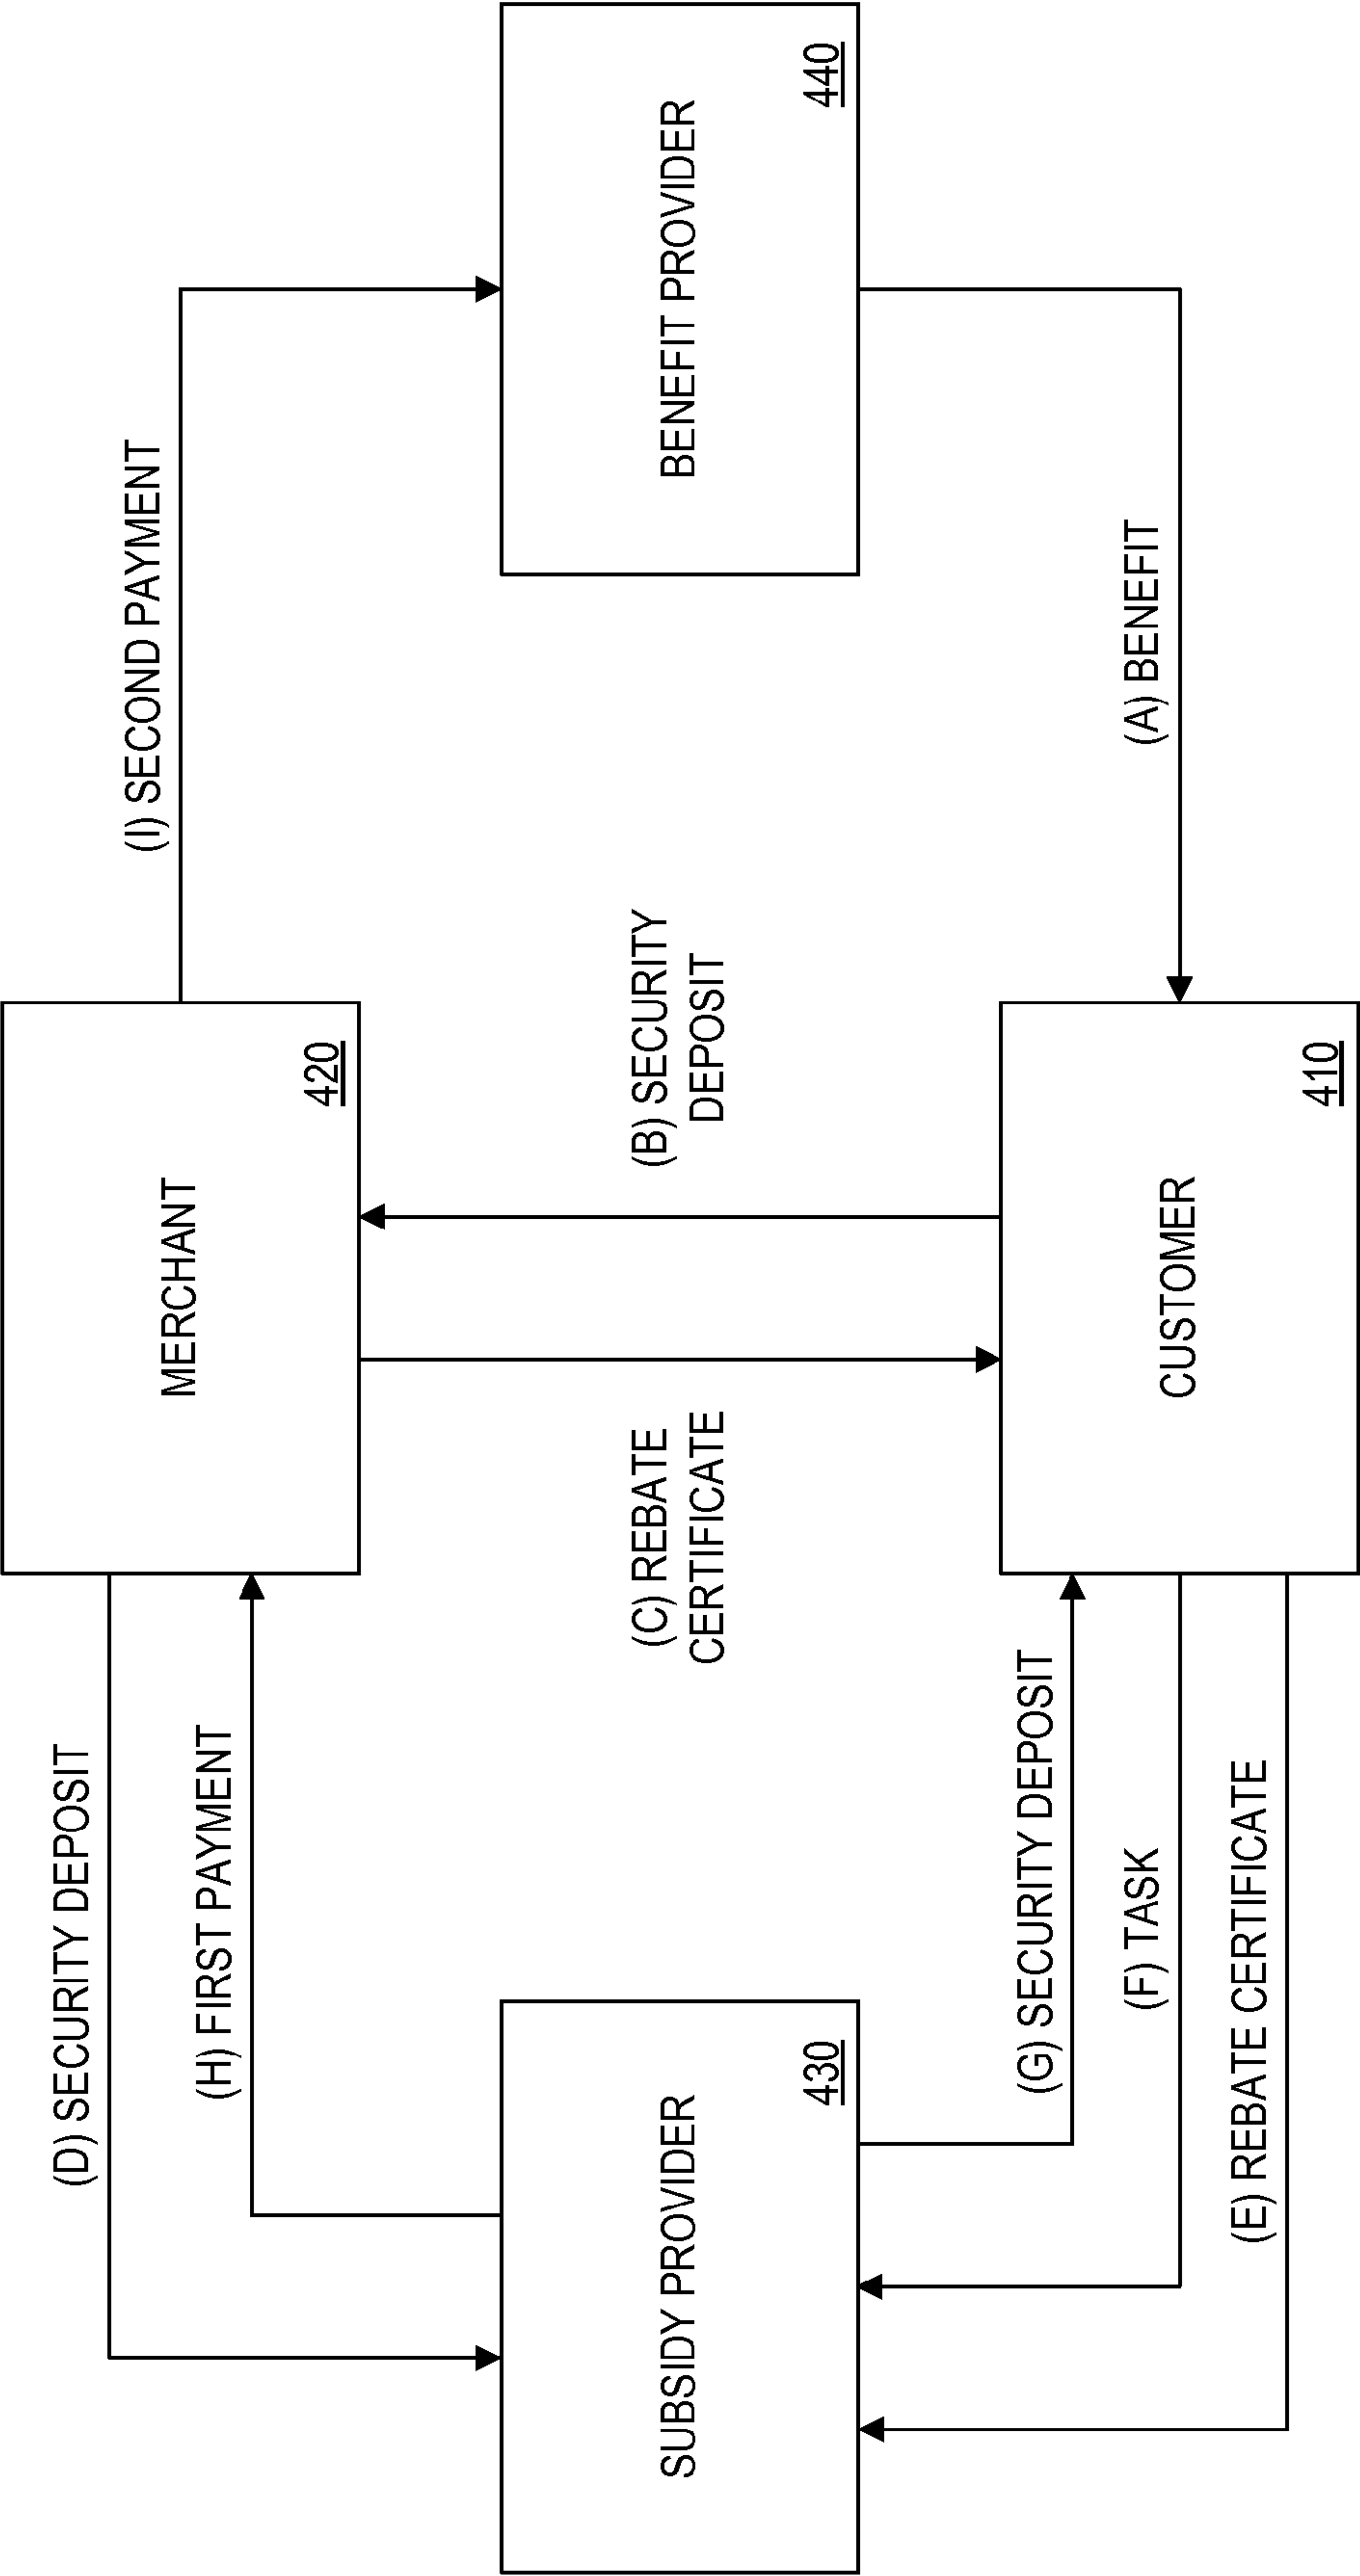 (D) SECURITY DEPOSIT
(H) FIRST PAYMENT
MERCHANT
420
(I) SECOND PAYMENT
SUBSIDY PROVIDER
430
(C) REBATE
CERTIFICATE
(B) SECURITY
DEPOSIT
BENEFIT PROVIDER
440
(G) SECURITY DEPOSIT
(F) TASK
(E) REBATE CERTIFICATE
CUSTOMER
410
(A) BENEFIT